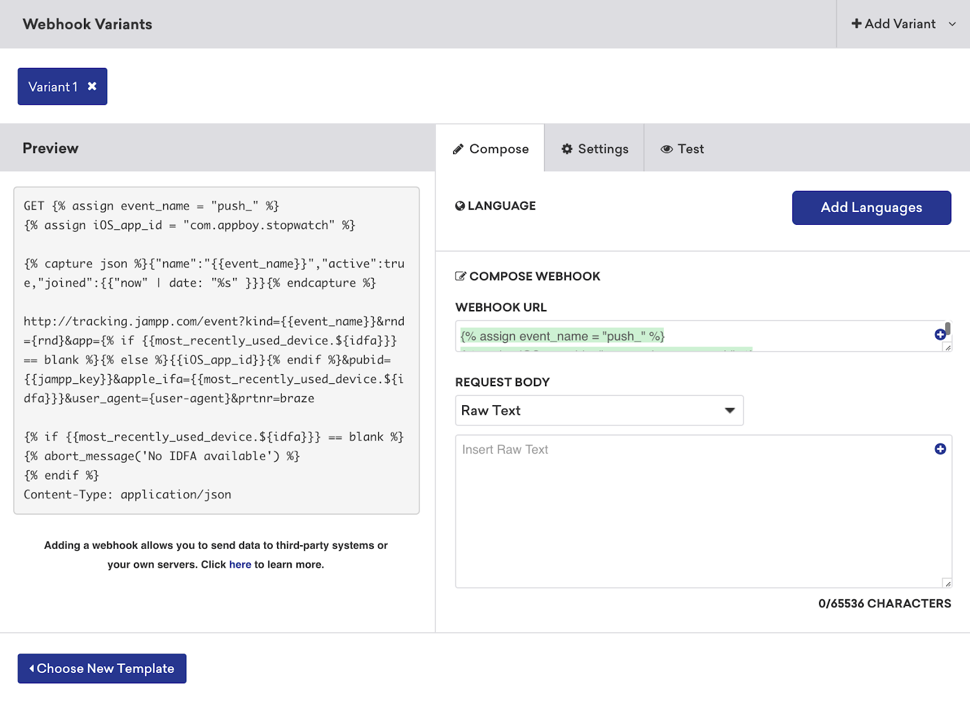 Webhook Variants
Add Variant
Variant 1
Preview
Compose
Settings
Test
GET {% assign event_name = "push_" %}
{% assign iOS_app_id = "com.appboy.stopwatch" %}
{% capture json %}{"name":"{{event_name}}","active":tru
e,"joined":{{"now" | date: "%s" }}}{% endcapture %}
http://tracking.jampp.com/event?kind={{event_name}}&rnd
={rnd}&app={% if {{most_recently_used_device.${idfa}}}
== blank %}{% else %}{{iOS_app_id}}{% endif %}&pubid=
{{jampp_key}}&apple_ifa={{most_recently_used_device.${i
dfa}}}&user_agent={user-agent}&prtnr=braze
{% if {{most_recently_used_device.${idfa}}} == blank %}
{% abort_message('No IDFA available') %}
{% endif %}
Content-Type: application/json
Adding a webhook allows you to send data to third-party systems or
your own servers. Click here to learn more.
LANGUAGE
Add Languages
COMPOSE WEBHOOK
WEBHOOK URL
{% assign event_name = "push_" %}
REQUEST BODY
Raw Text
Insert Raw Text
0/65536 CHARACTERS
Choose New Template